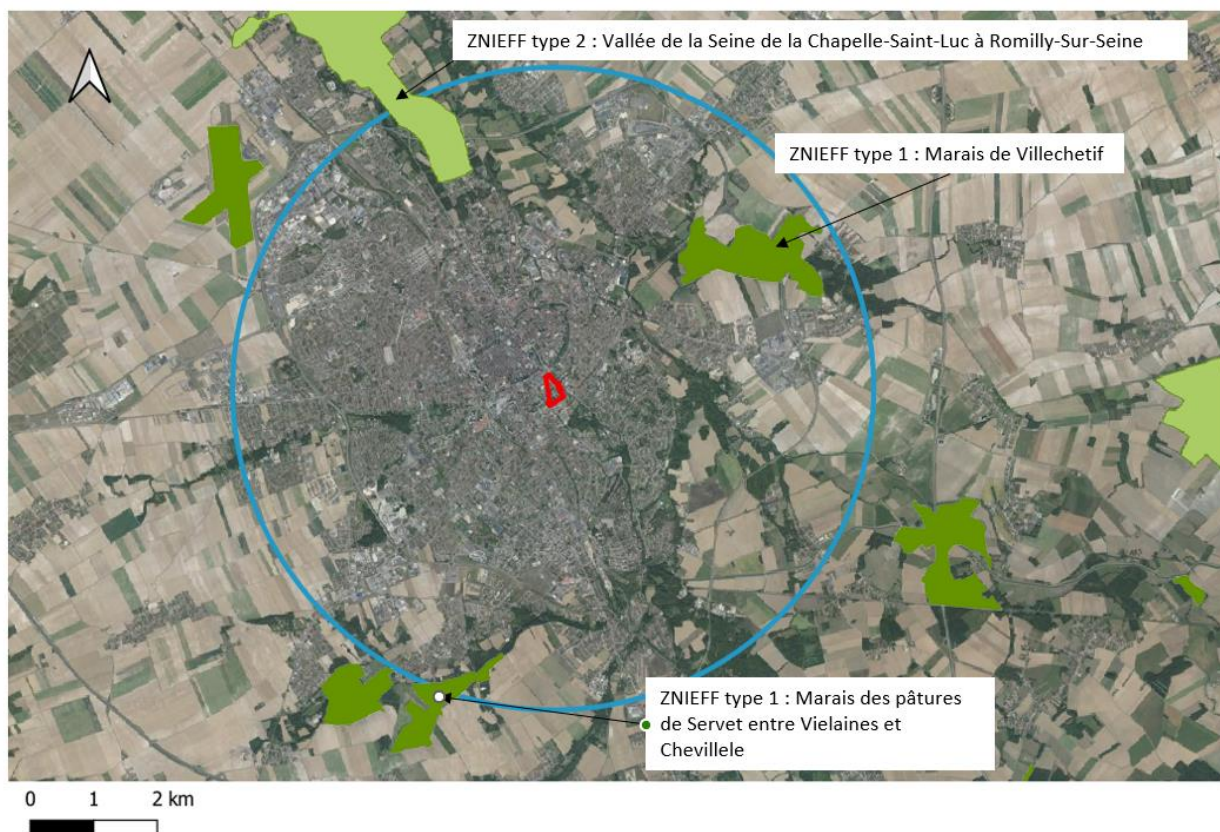 ZNIEFF type 2 : Vallée de la Seine de la Chapelle-Saint-Luc à Romilly-Sur-Seine
ZNIEFF type 1 : Marais de Villechetif
ZNIEFF type 1 : Marais des pâtures
de Servet entre Vielaines et
Chevillele
0 1 2 km